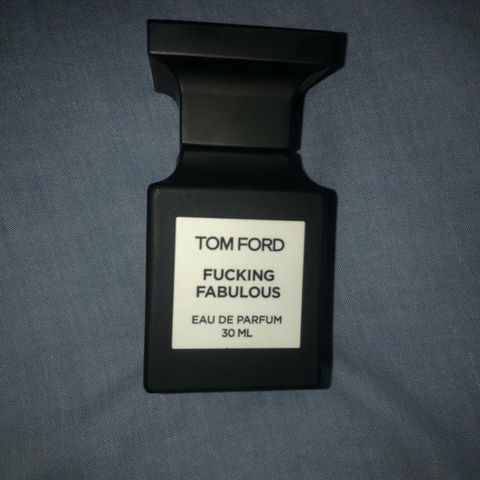 TOM FORD
FUCKING
FABULOUS
EAU DE PARFUM
30 ML